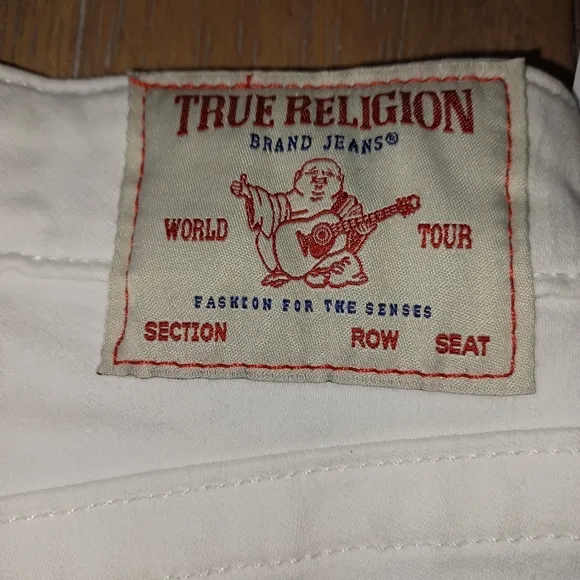 TRUE RELIGION
BRAND JEANS®
WORLD TOUR
FASHION FOR THE SENSES
SECTION ROW SEAT